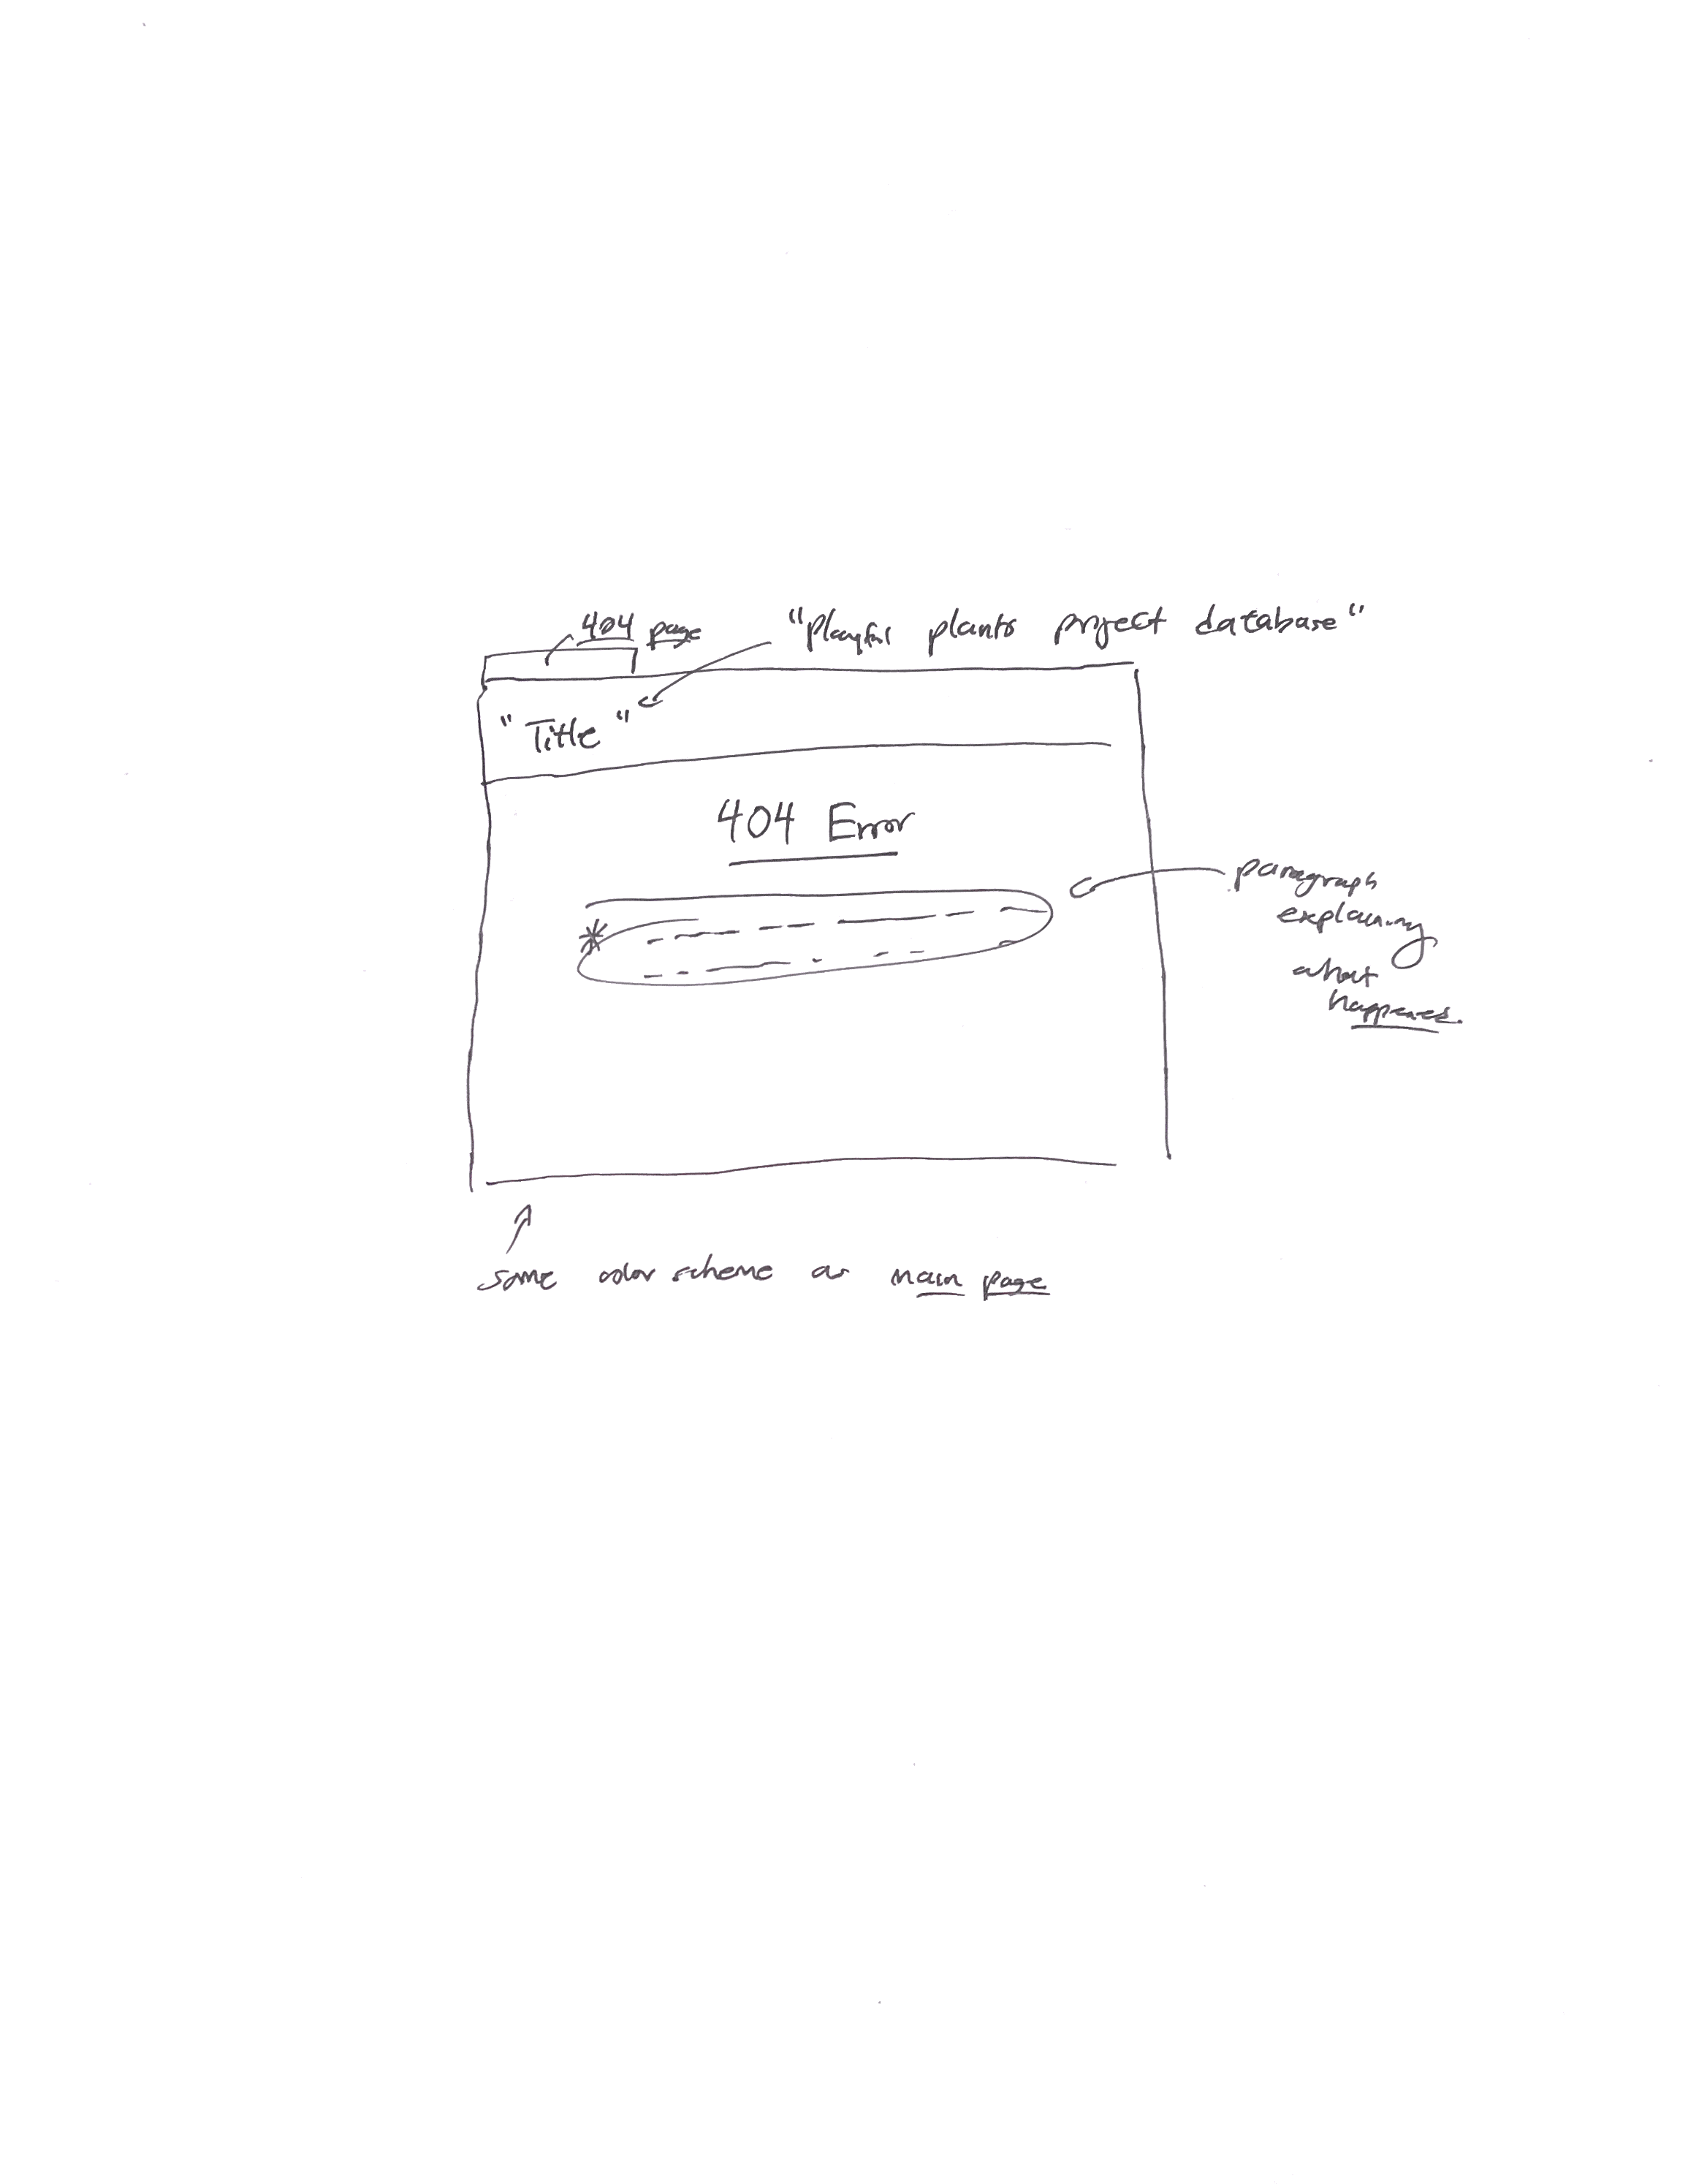 404 page
"Playful plants project database"
"Title"
404 Error
paragraph
explaining
what
happened.
same color scheme as main page